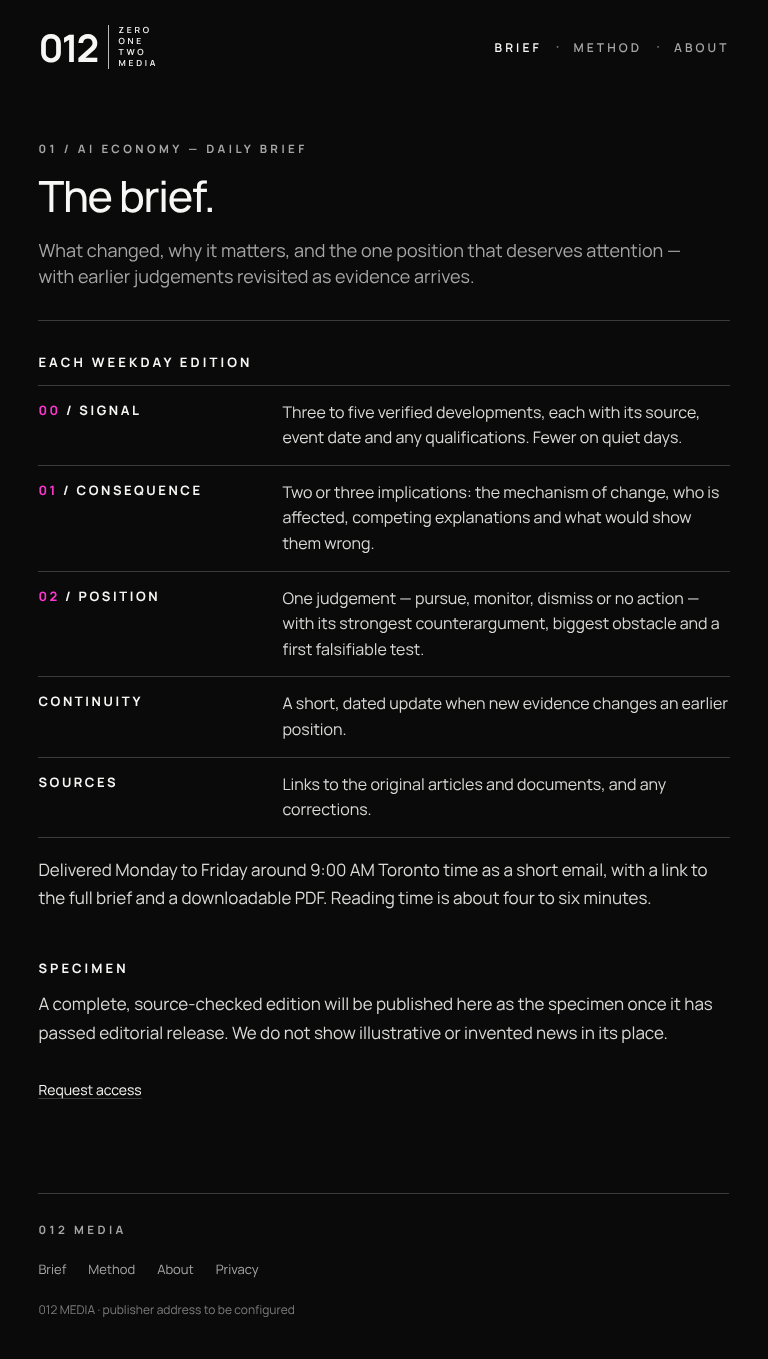 012
ZERO
ONE
TWO
MEDIA
BRIEF · METHOD · ABOUT
01 / AI ECONOMY — DAILY BRIEF
The brief.
What changed, why it matters, and the one position that deserves attention —
with earlier judgements revisited as evidence arrives.
EACH WEEKDAY EDITION
00 / SIGNAL
Three to five verified developments, each with its source,
event date and any qualifications. Fewer on quiet days.
01 / CONSEQUENCE
Two or three implications: the mechanism of change, who is
affected, competing explanations and what would show
them wrong.
02 / POSITION
One judgement — pursue, monitor, dismiss or no action —
with its strongest counterargument, biggest obstacle and a
first falsifiable test.
CONTINUITY
A short, dated update when new evidence changes an earlier
position.
SOURCES
Links to the original articles and documents, and any
corrections.
Delivered Monday to Friday around 9:00 AM Toronto time as a short email, with a link to
the full brief and a downloadable PDF. Reading time is about four to six minutes.
SPECIMEN
A complete, source-checked edition will be published here as the specimen once it has
passed editorial release. We do not show illustrative or invented news in its place.
Request access
012 MEDIA
Brief Method About Privacy
012 MEDIA · publisher address to be configured